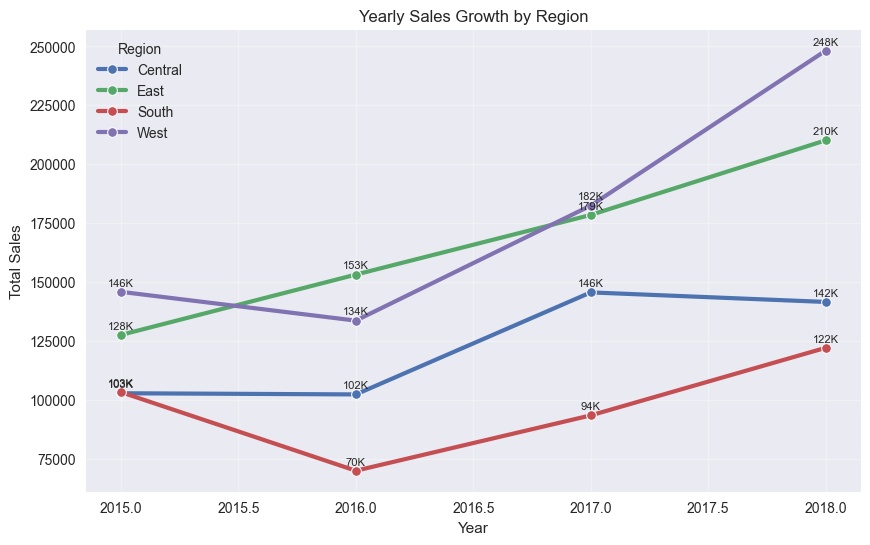 Yearly Sales Growth by Region
Total Sales
250000
225000
200000
175000
150000
125000
100000
75000
Region
Central
East
South
West
146K
128K
103K
153K
134K
102K
70K
182K
179K
146K
94K
248K
210K
142K
122K
2015.0
2015.5
2016.0
2016.5
2017.0
2017.5
2018.0
Year